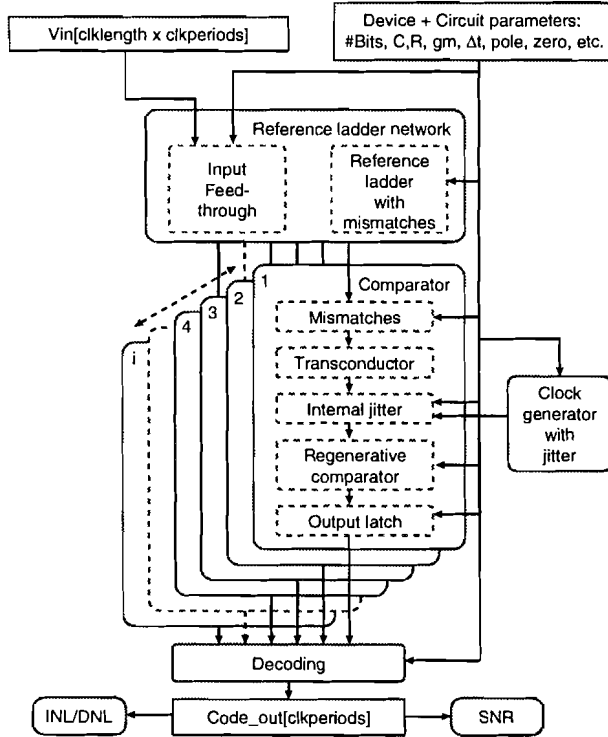 Vin[clklength x clkperiods]
Device + Circuit parameters:
#Bits, C,R, gm, Δt, pole, zero, etc.
Reference ladder network
Input
Feed-
through
Reference
ladder
with
mismatches
1
Comparator
2
3
4
i
Mismatches
Transconductor
Internal jitter
Regenerative
comparator
Output latch
Clock
generator
with
jitter
Decoding
INL/DNL
Code_out[clkperiods]
SNR